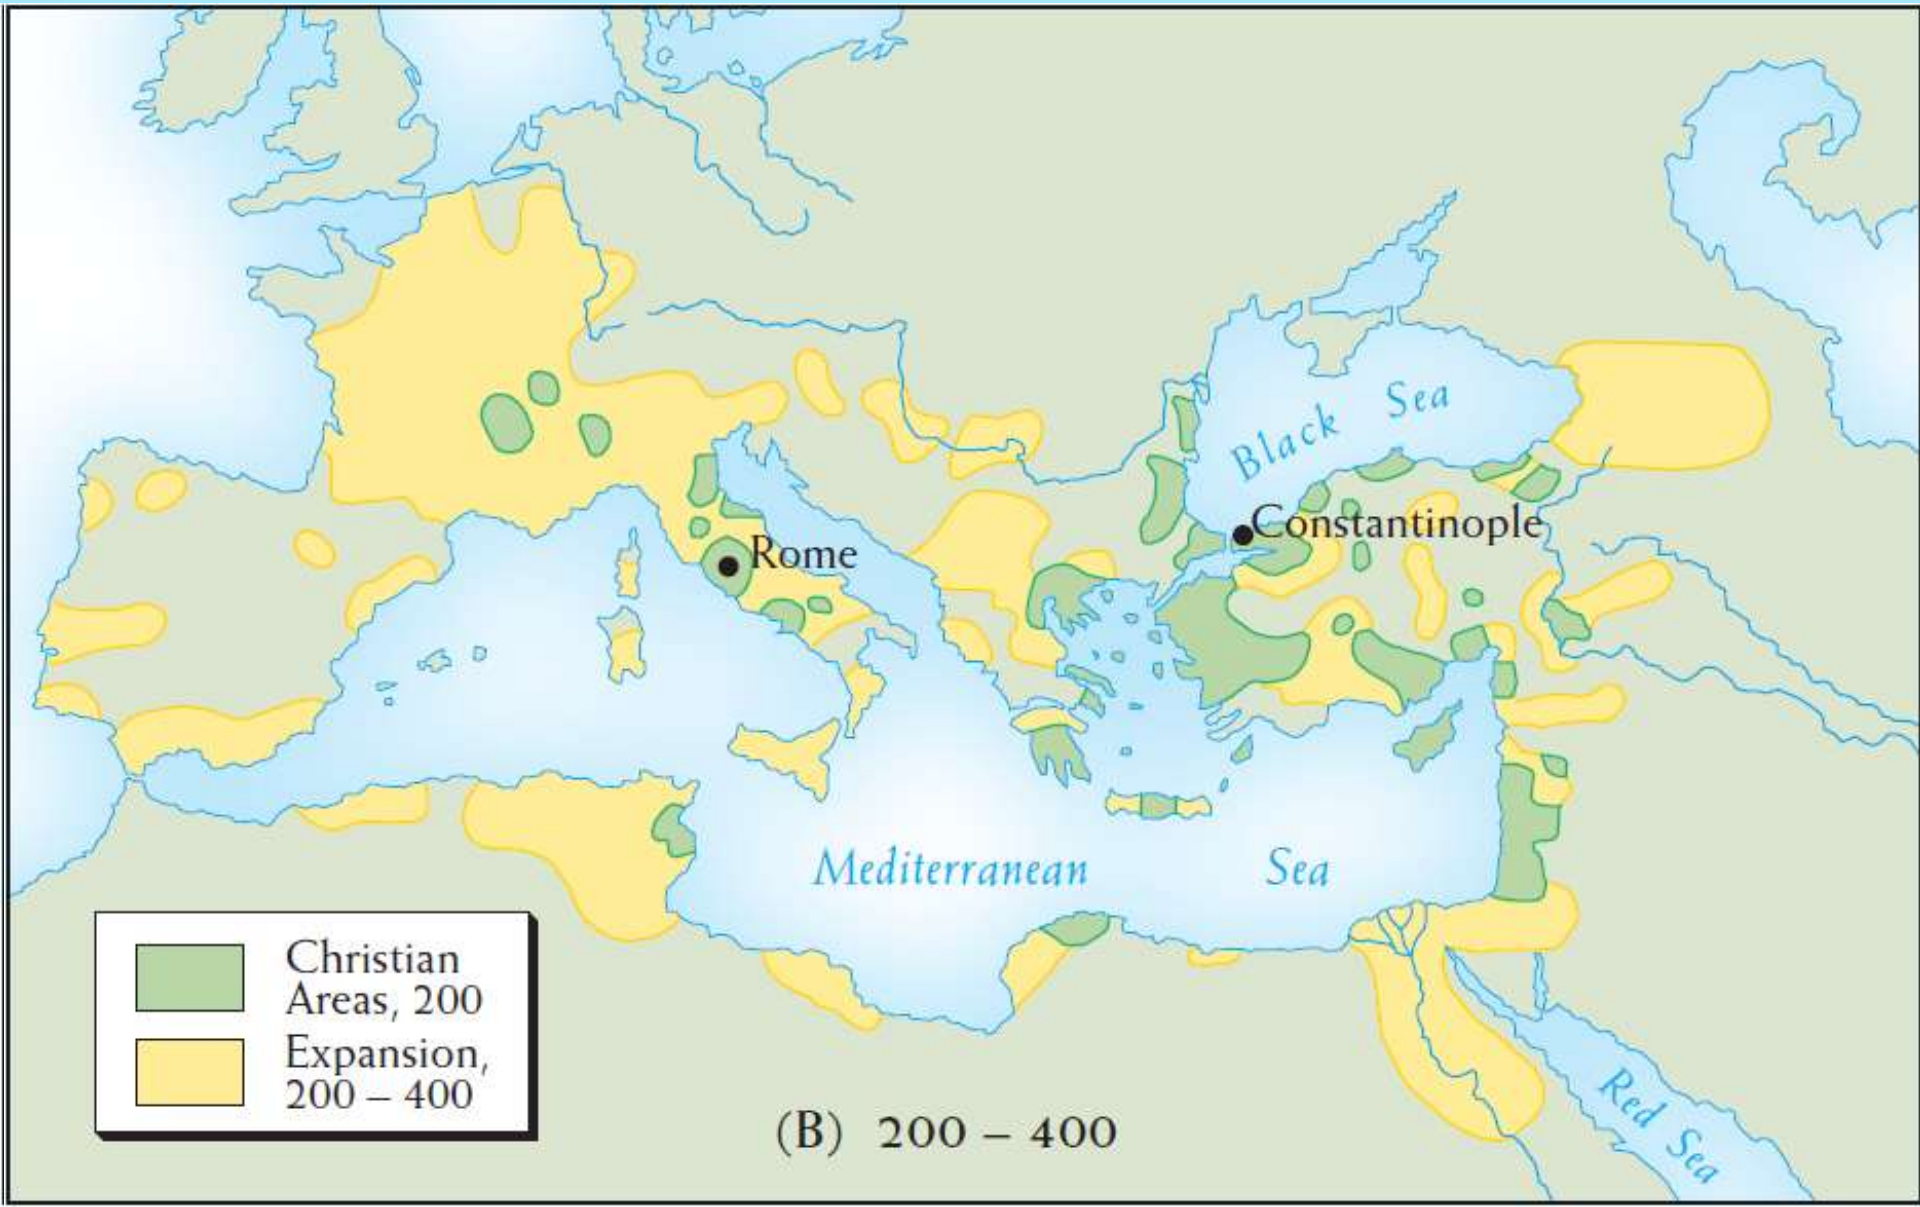 Black Sea
Constantinople
Rome
Mediterranean Sea
Christian
Areas, 200
Expansion,
200 – 400
Red Sea
(B) 200 – 400